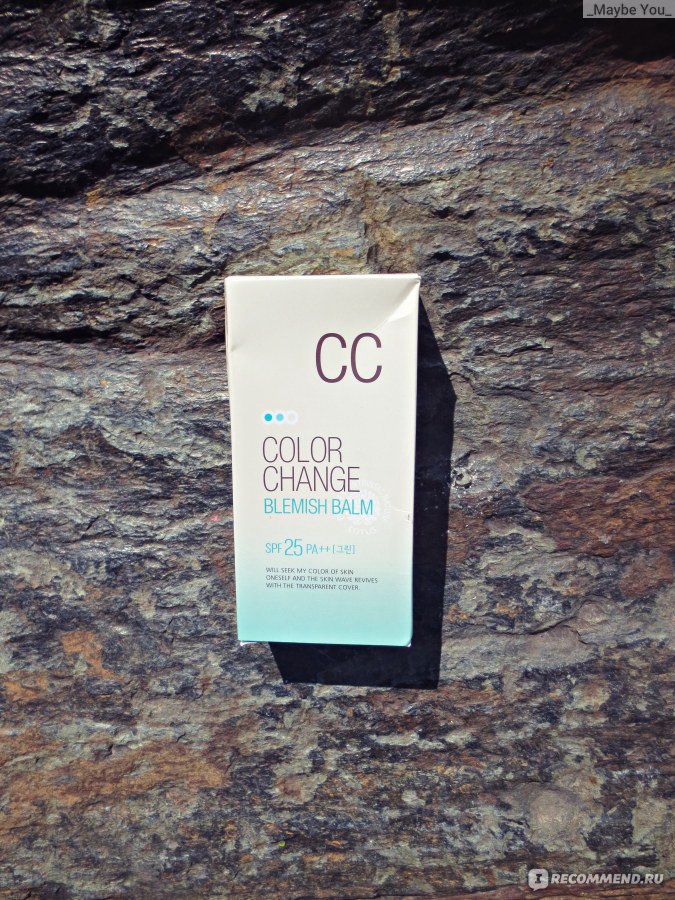 _Maybe You_
CC
COLOR
CHANGE
BLEMISH BALM
SPF 25 PA++ [그린]
WILL SEEK MY COLOR OF SKIN
ONESELF AND THE SKIN WAVE REVIVES
WITH THE TRANSPARENT COVER.
IRECOMMEND.RU